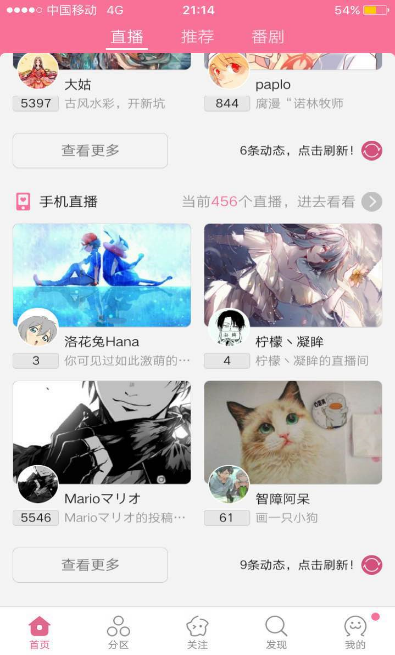 中国移动 4G 21:14 54%
直播 推荐 番剧
大姑 paplo
5397 古风水彩，开新坑 844 腐漫“诺林牧师
查看更多 6条动态，点击刷新！
手机直播 当前456个直播，进去看看
洛花兔Hana 柠檬丶凝眸
3 你可见过如此激萌的… 4 柠檬丶凝眸的直播间
Marioマリオ 智障阿呆
5546 Marioマリオ的投稿… 61 画一只小狗
查看更多 9条动态，点击刷新！
首页 分区 关注 发现 我的